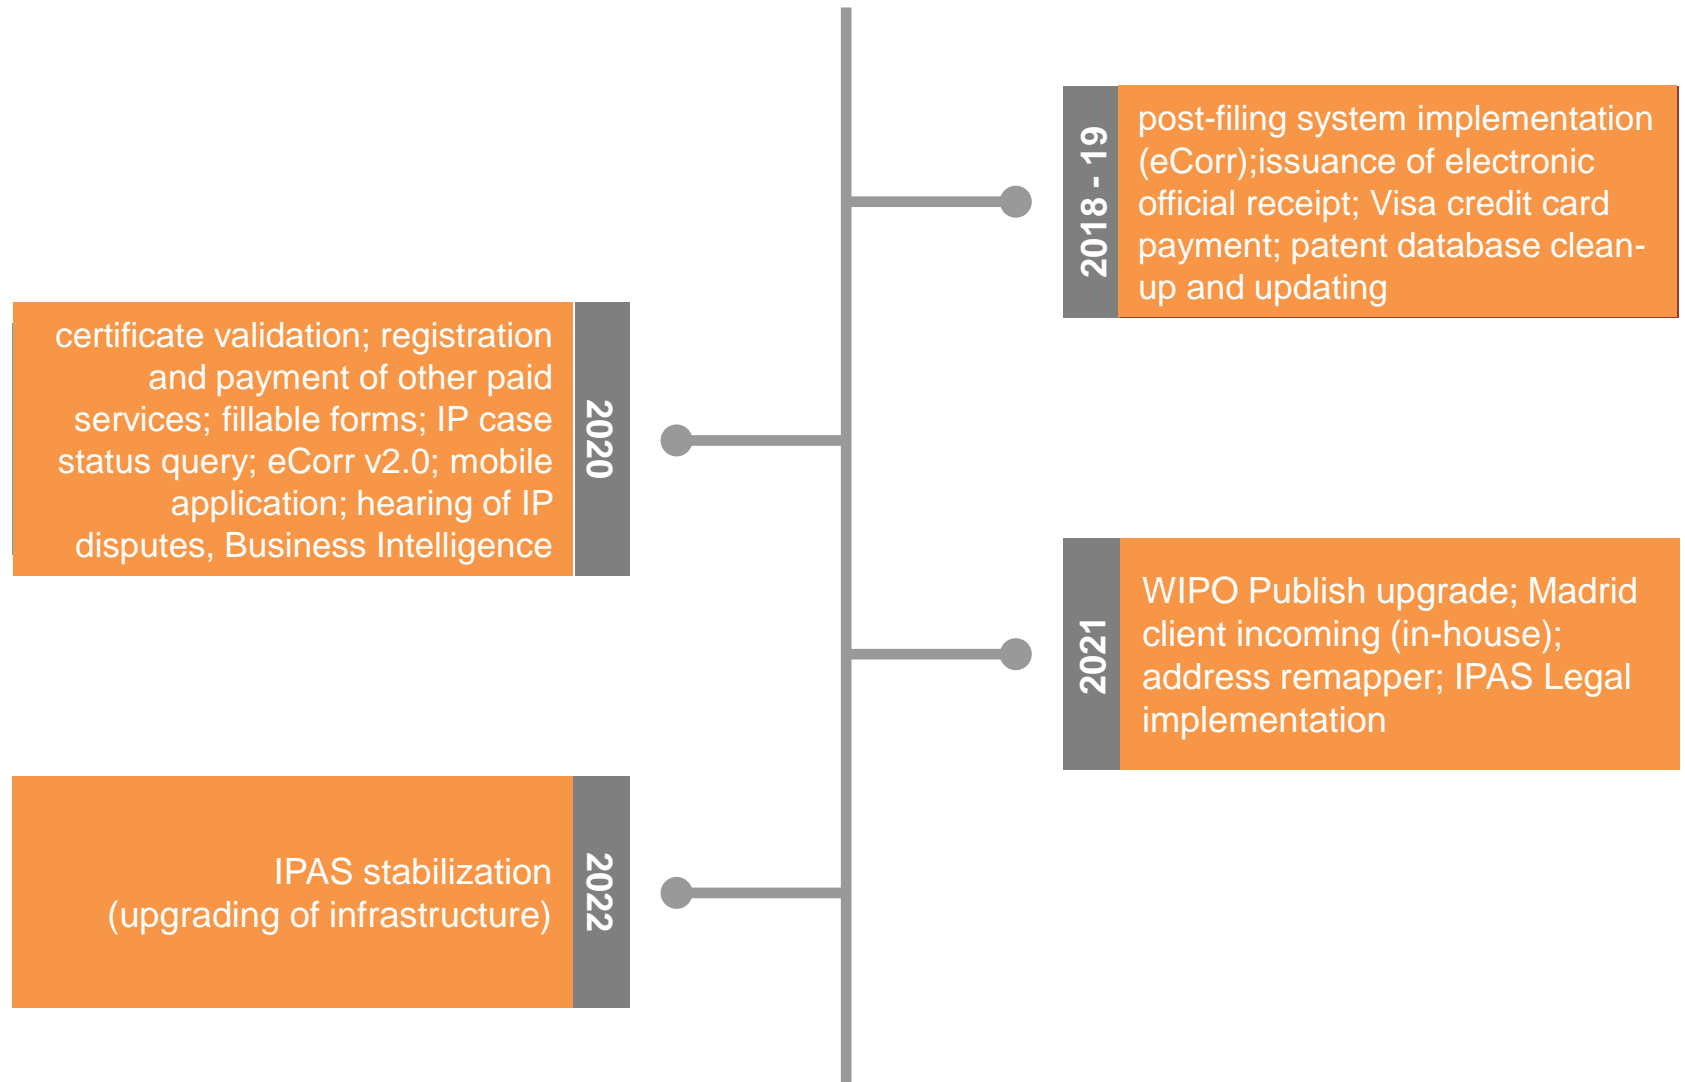 2018 - 19
post-filing system implementation
(eCorr);issuance of electronic
official receipt; Visa credit card
payment; patent database clean-
up and updating
certificate validation; registration
and payment of other paid
services; fillable forms; IP case
status query; eCorr v2.0; mobile
application; hearing of IP
disputes, Business Intelligence
2020
2021
WIPO Publish upgrade; Madrid
client incoming (in-house);
address remapper; IPAS Legal
implementation
IPAS stabilization
(upgrading of infrastructure)
2022